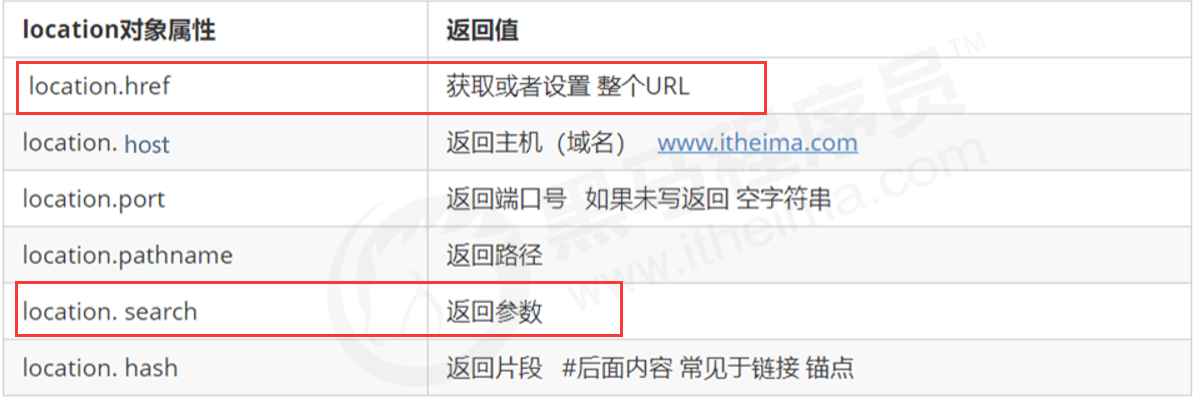 location对象属性 返回值
location.href 获取或者设置 整个URL
location. host 返回主机（域名） www.itheima.com
location.port 返回端口号 如果未写返回 空字符串
location.pathname 返回路径
location. search 返回参数
location. hash 返回片段 #后面内容 常见于链接 锚点
黑马程序员™
www.itheima.com